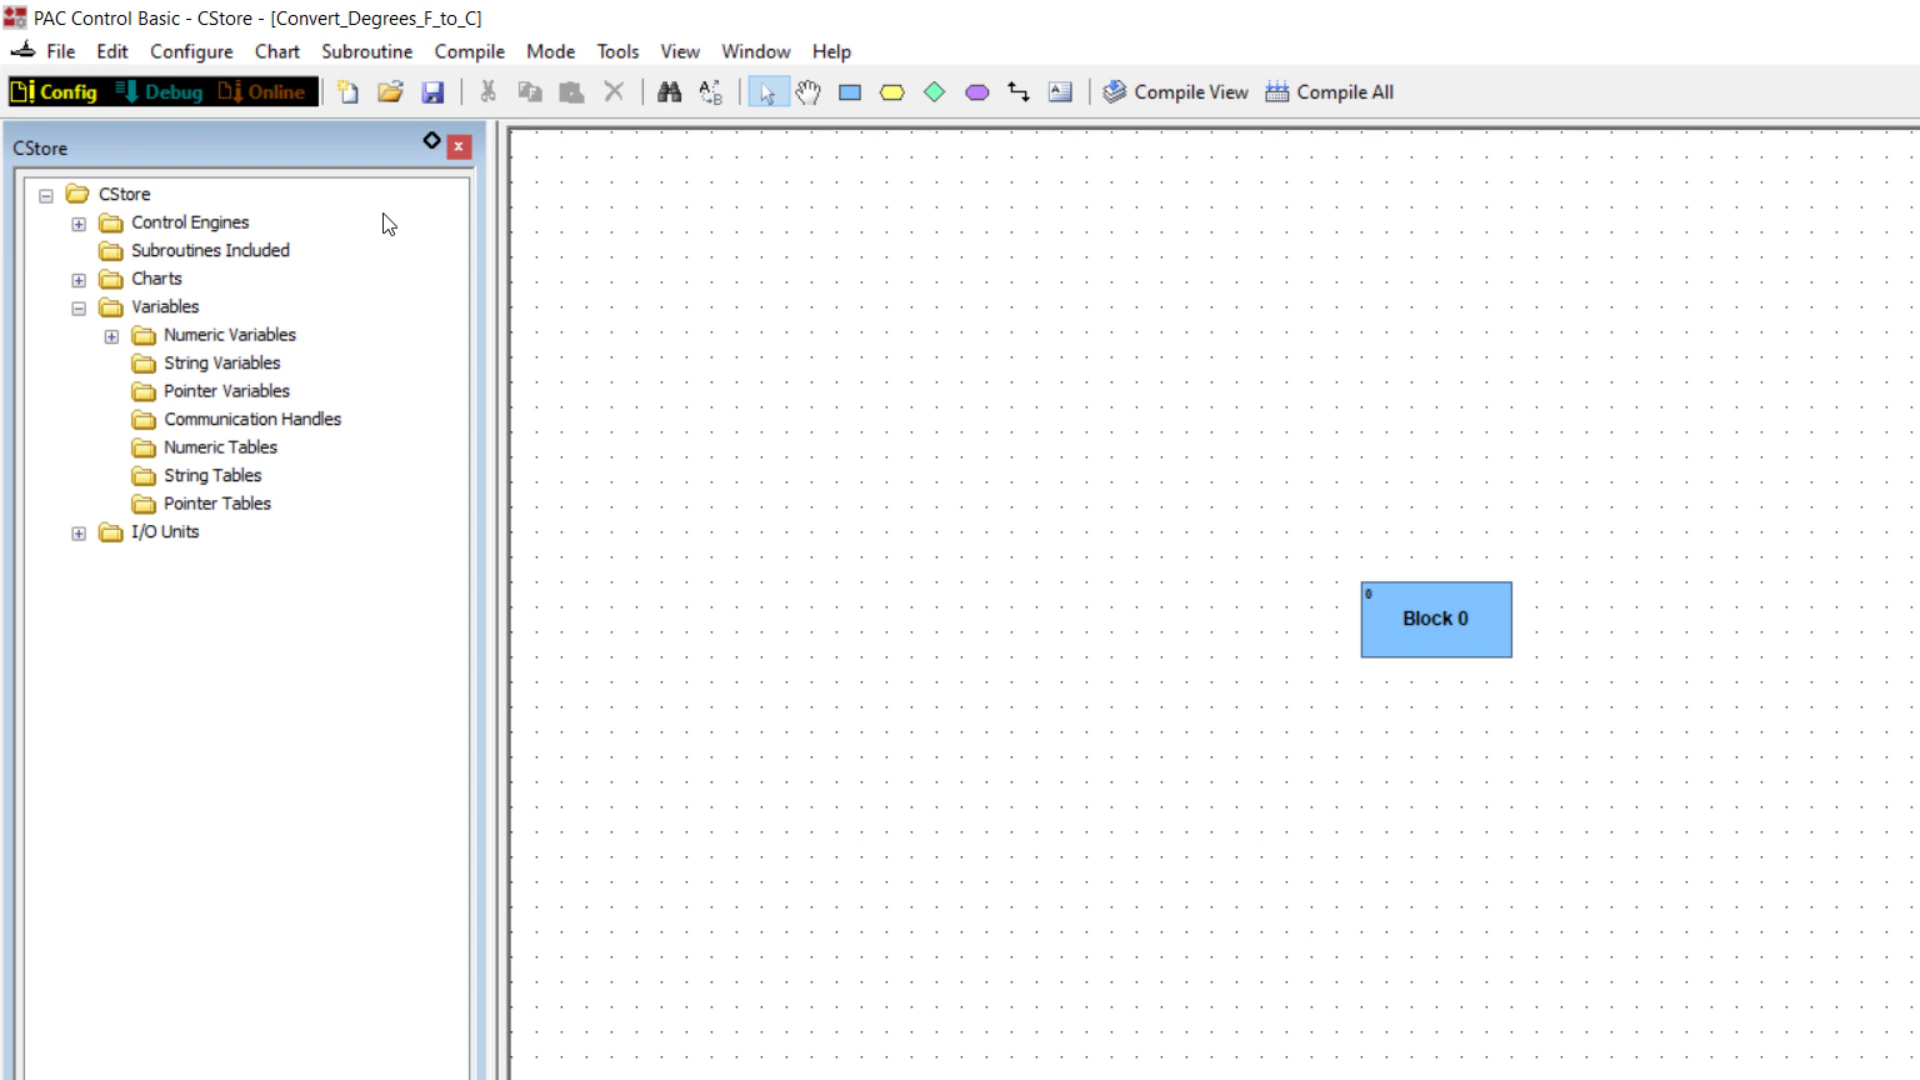 PAC Control Basic - CStore - [Convert_Degrees_F_to_C]
File Edit Configure Chart Subroutine Compile Mode Tools View Window Help
Config Debug Online Compile View Compile All
CStore
CStore
Control Engines
Subroutines Included
Charts
Variables
Numeric Variables
String Variables
Pointer Variables
Communication Handles
Numeric Tables
String Tables
Pointer Tables
I/O Units
0
Block 0